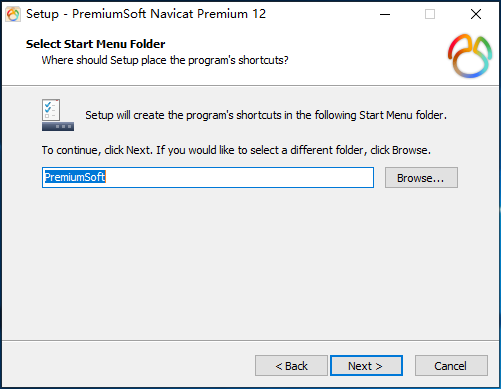 Setup - PremiumSoft Navicat Premium 12
Select Start Menu Folder
Where should Setup place the program's shortcuts?
Setup will create the program's shortcuts in the following Start Menu folder.
To continue, click Next. If you would like to select a different folder, click Browse.
PremiumSoft
Browse...
< Back
Next >
Cancel